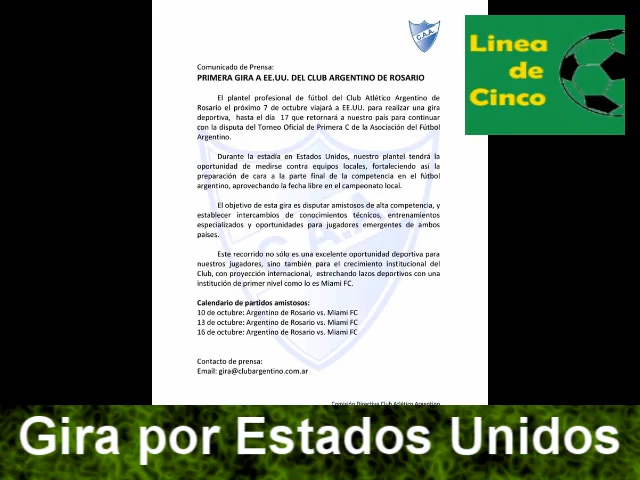 C.A.A.
Linea
de
Cinco
Comunicado de Prensa:
PRIMERA GIRA A EE.UU. DEL CLUB ARGENTINO DE ROSARIO
El plantel profesional de fútbol del Club Atlético Argentino de
Rosario el próximo 7 de octubre viajará a EE.UU. para realizar una gira
deportiva, hasta el día 17 que retornará a nuestro país para continuar
con la disputa del Torneo Oficial de Primera C de la Asociación del Fútbol
Argentino.
Durante la estadía en Estados Unidos, nuestro plantel tendrá la
oportunidad de medirse contra equipos locales, fortaleciendo así la
preparación de cara a la parte final de la competencia en el fútbol
argentino, aprovechando la fecha libre en el campeonato local.
El objetivo de esta gira es disputar amistosos de alta competencia, y
establecer intercambios de conocimientos técnicos, entrenamientos
especializados y oportunidades para jugadores emergentes de ambos
países.
Este recorrido no sólo es una excelente oportunidad deportiva para
nuestros jugadores, sino también para el crecimiento institucional del
Club, con proyección internacional, estrechando lazos deportivos con una
institución de primer nivel como lo es Miami FC.
Calendario de partidos amistosos:
10 de octubre: Argentino de Rosario vs. Miami FC
13 de octubre: Argentino de Rosario vs. Miami FC
16 de octubre: Argentino de Rosario vs. Miami FC
Contacto de prensa:
Email: gira@clubargentino.com.ar
Comisión Directiva Club Atlético Argentino
Gira por Estados Unidos